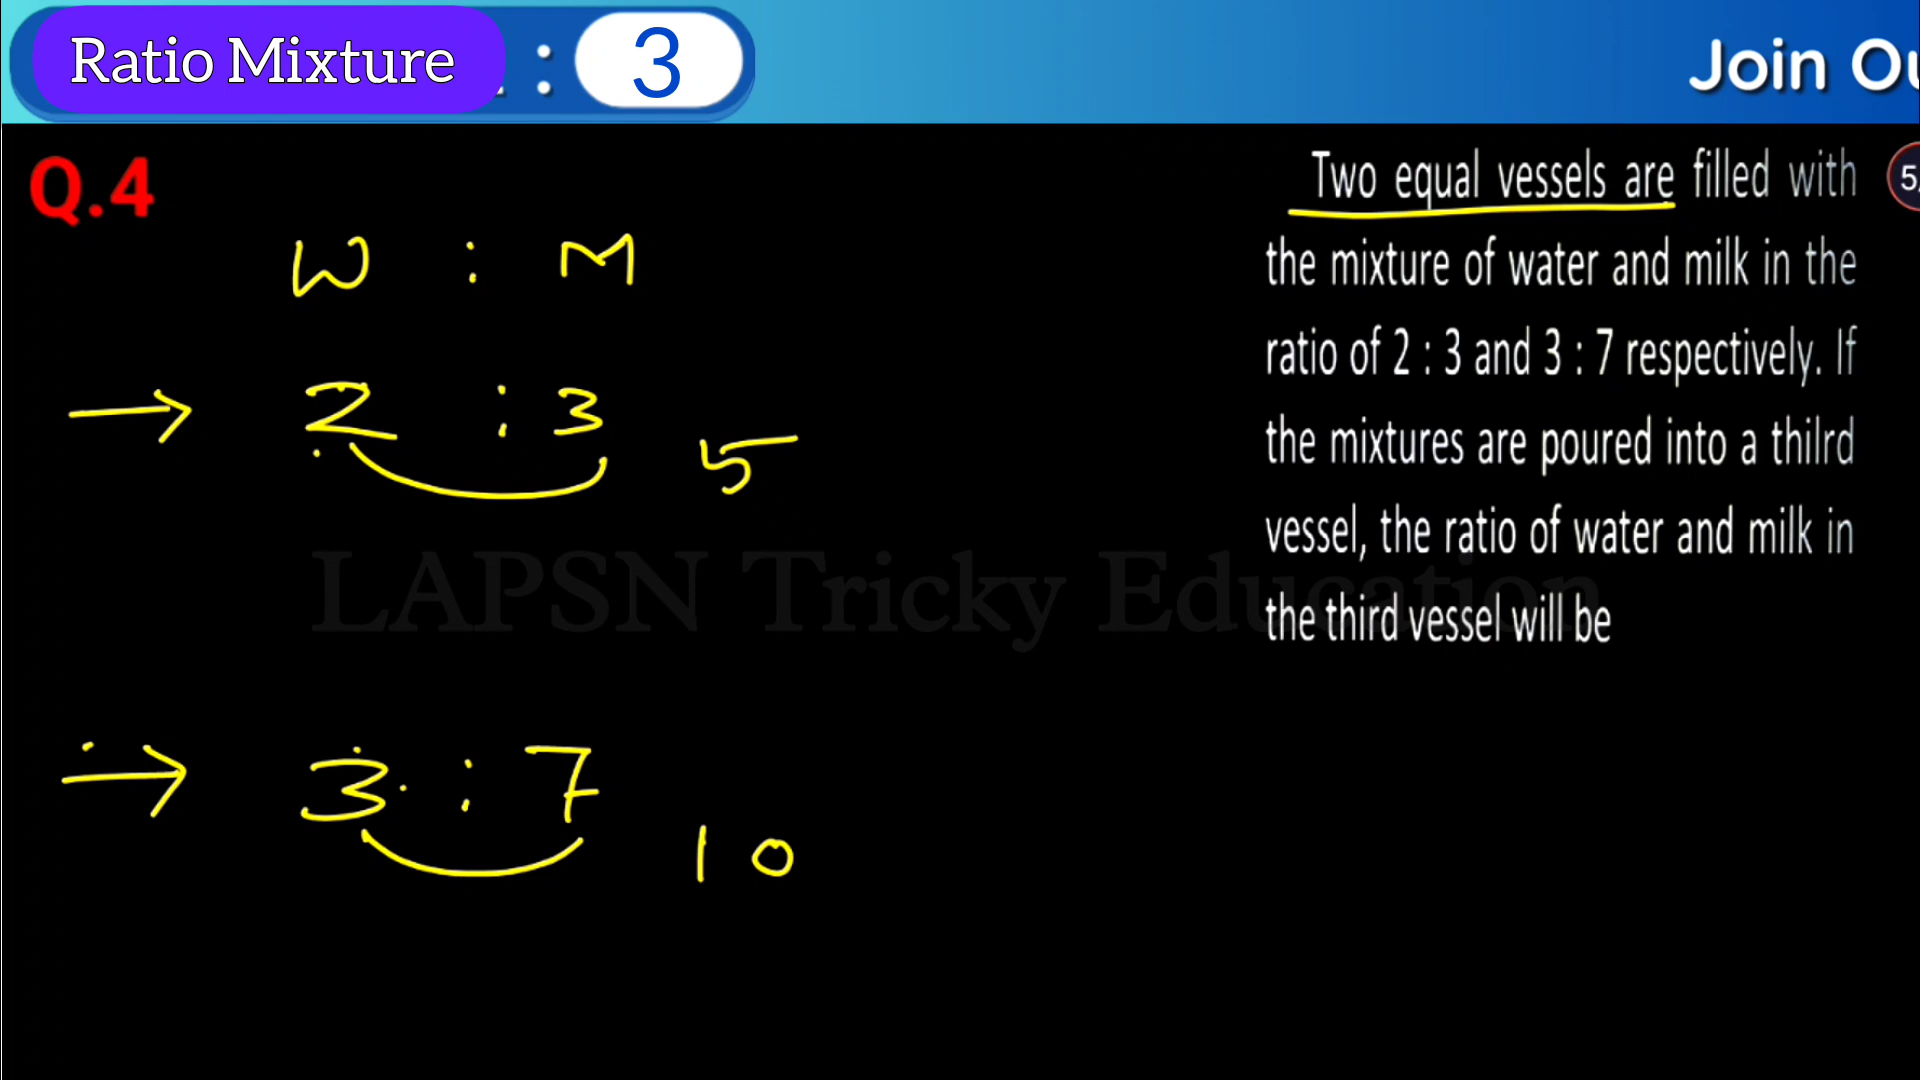 Ratio Mixture : 3
Join Ou
Q.4
Two equal vessels are filled with
the mixture of water and milk in the
ratio of 2 : 3 and 3 : 7 respectively. If
the mixtures are poured into a thilrd
vessel, the ratio of water and milk in
the third vessel will be
5
W : M
→ 2 : 3 5
→ 3 : 7 10
LAPSN Tricky Education